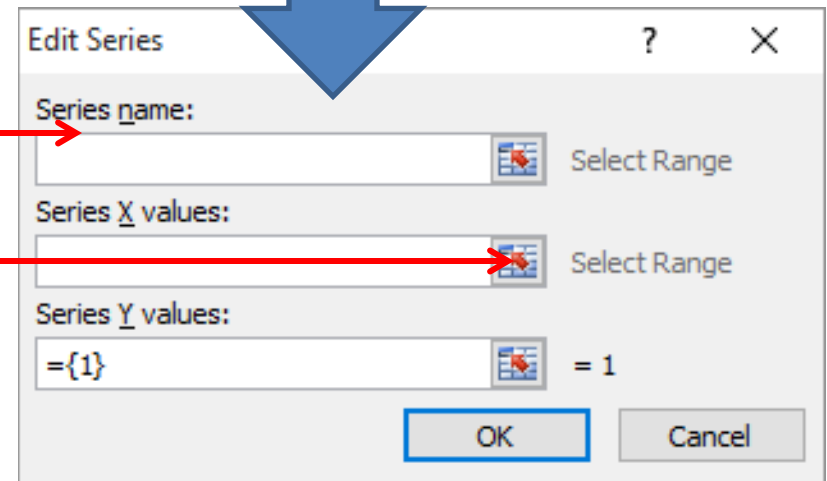 Edit Series ? ×
Series name:
Select Range
Series X values:
Select Range
Series Y values:
={1} = 1
OK Cancel